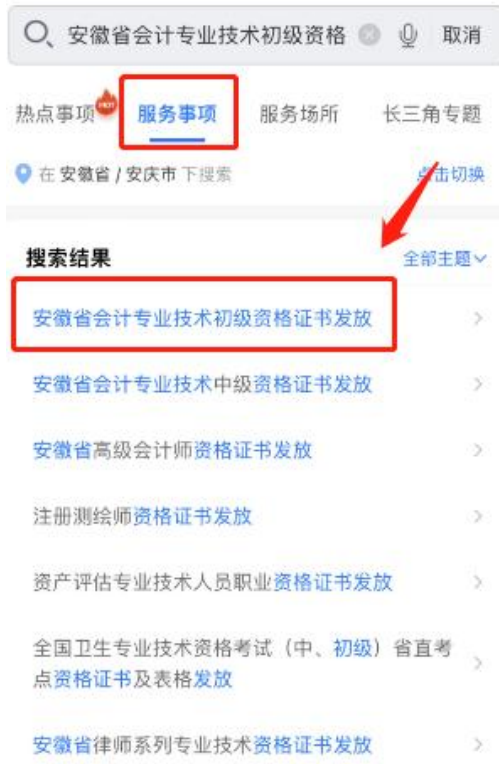 安徽省会计专业技术初级资格 取消
热点事项 HOT 服务事项 服务场所 长三角专题
在 安徽省 / 安庆市 下搜索 点击切换
搜索结果 全部主题
安徽省会计专业技术初级资格证书发放
安徽省会计专业技术中级资格证书发放
安徽省高级会计师资格证书发放
注册测绘师资格证书发放
资产评估专业技术人员职业资格证书发放
全国卫生专业技术资格考试（中、初级）省直考
点资格证书及表格发放
安徽省律师系列专业技术资格证书发放